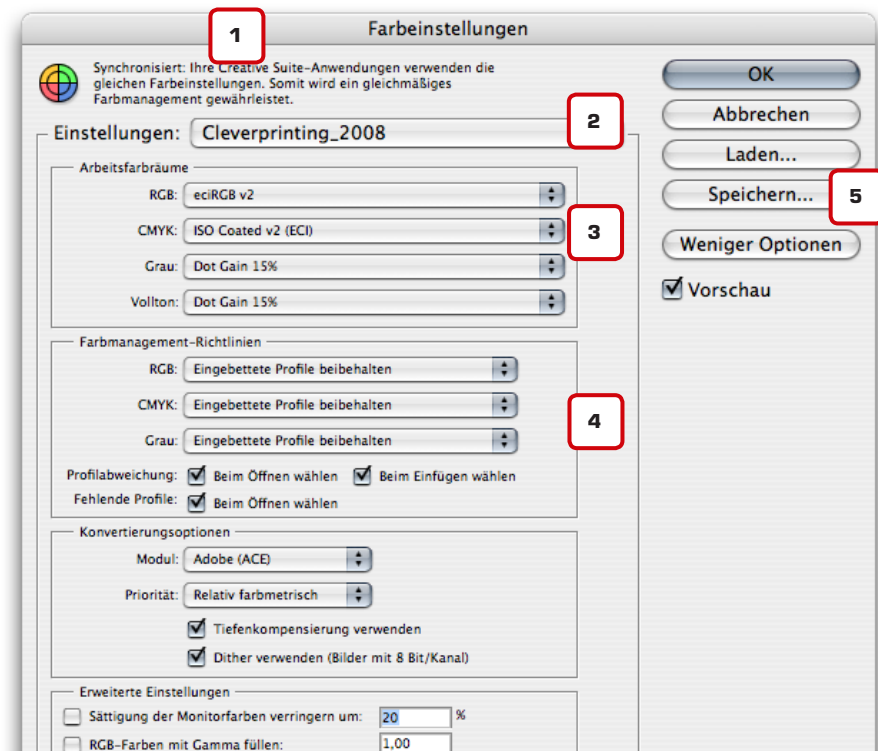 Farbeinstellungen
1
Synchronisiert: Ihre Creative Suite-Anwendungen verwenden die
gleichen Farbeinstellungen. Somit wird ein gleichmäßiges
Farbmanagement gewährleistet.
Einstellungen: Cleverprinting_2008
2
Arbeitsfarbräume
RGB: eciRGB v2
CMYK: ISO Coated v2 (ECI)
3
Grau: Dot Gain 15%
Vollton: Dot Gain 15%
Farbmanagement-Richtlinien
RGB: Eingebettete Profile beibehalten
CMYK: Eingebettete Profile beibehalten
4
Grau: Eingebettete Profile beibehalten
Profilabweichung: Beim Öffnen wählen Beim Einfügen wählen
Fehlende Profile: Beim Öffnen wählen
Konvertierungsoptionen
Modul: Adobe (ACE)
Priorität: Relativ farbmetrisch
Tiefenkompensierung verwenden
Dither verwenden (Bilder mit 8 Bit/Kanal)
Erweiterte Einstellungen
Sättigung der Monitorfarben verringern um: 20 %
RGB-Farben mit Gamma füllen: 1,00
OK
Abbrechen
Laden...
Speichern...
5
Weniger Optionen
Vorschau